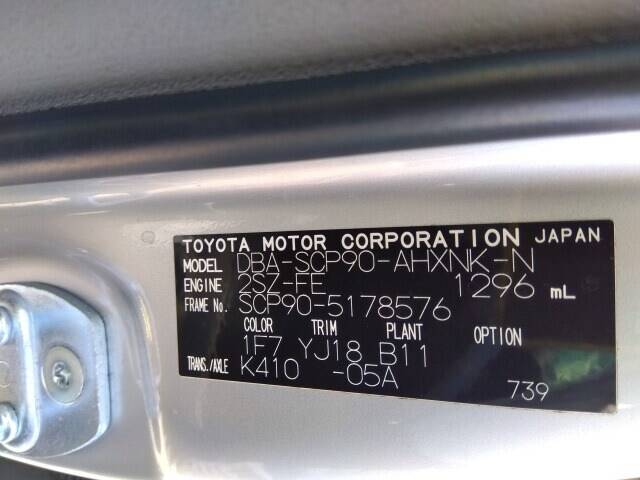 TOYOTA MOTOR CORPORATION JAPAN
MODEL DBA-SCP90-AHXNK-N
ENGINE 2SZ-FE 1296 mL
FRAME No. SCP90-5178576
COLOR TRIM PLANT OPTION
1F7 YJ18 B11
TRANS./AXLE K410 -05A
739